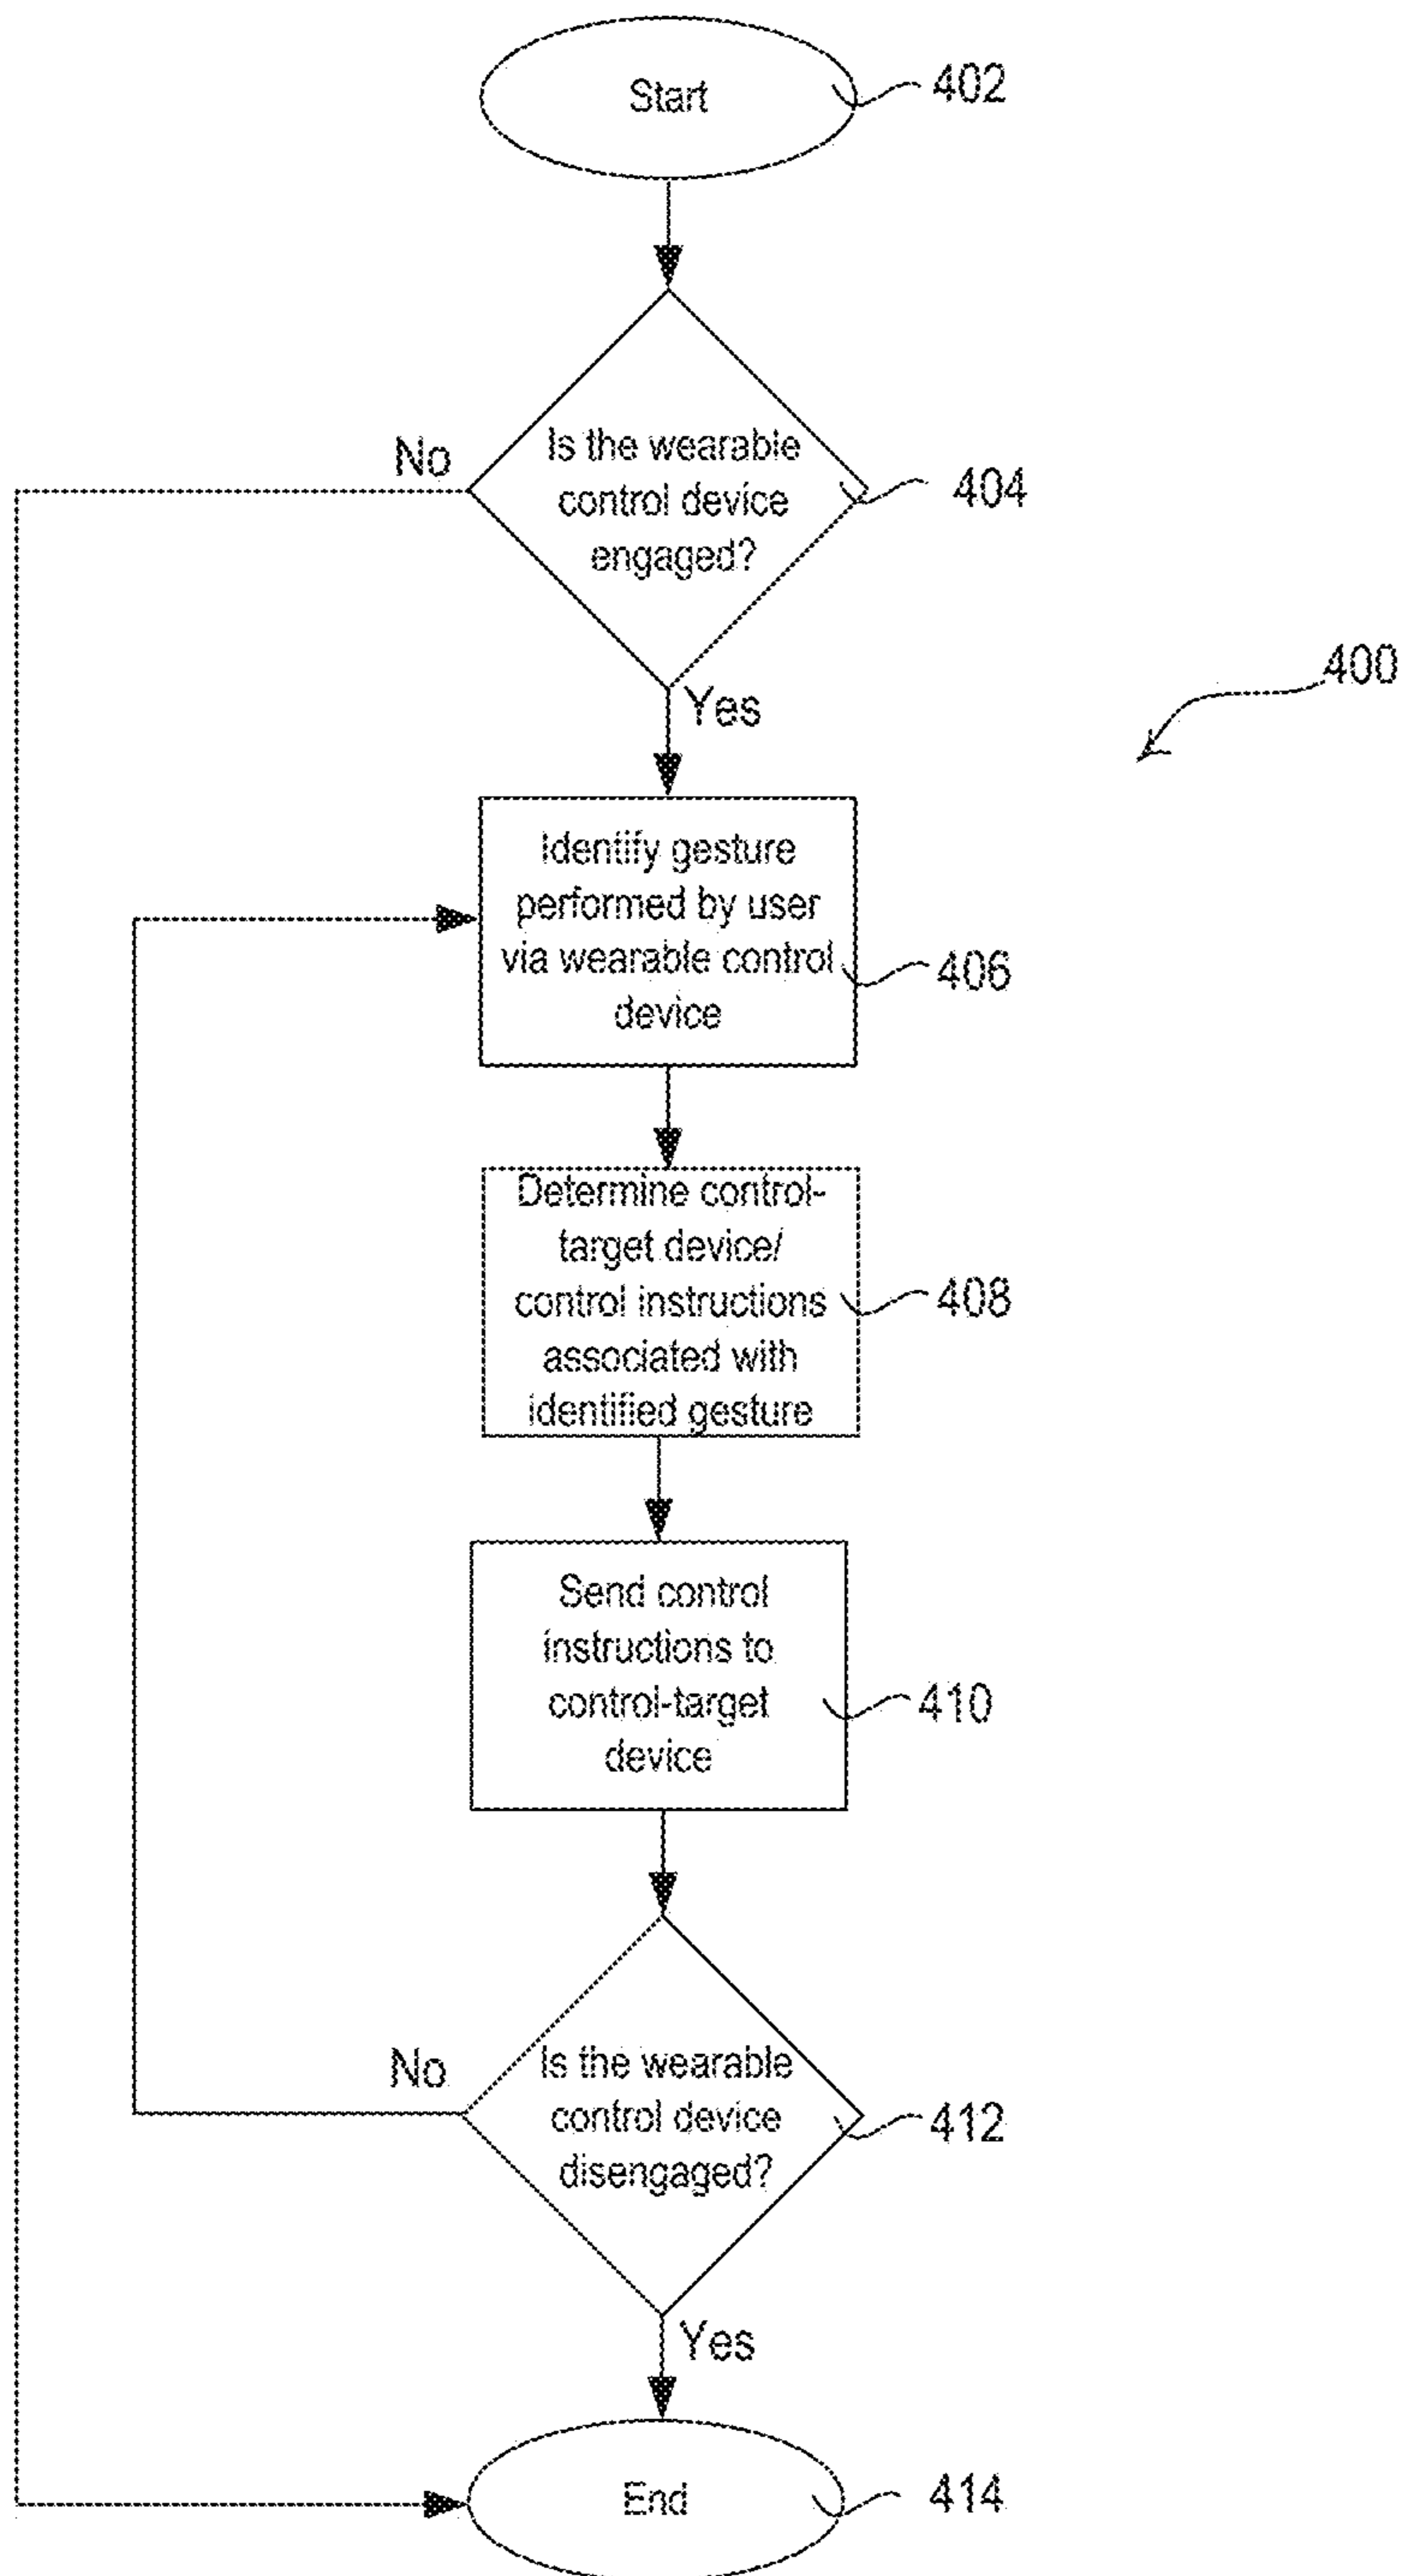 Start
402
Is the wearable
control device
engaged?
404
No
Yes
400
Identify gesture
performed by user
via wearable control
device
406
Determine control-
target device/
control instructions
associated with
identified gesture
408
Send control
instructions to
control-target
device
410
Is the wearable
control device
disengaged?
412
No
Yes
End
414